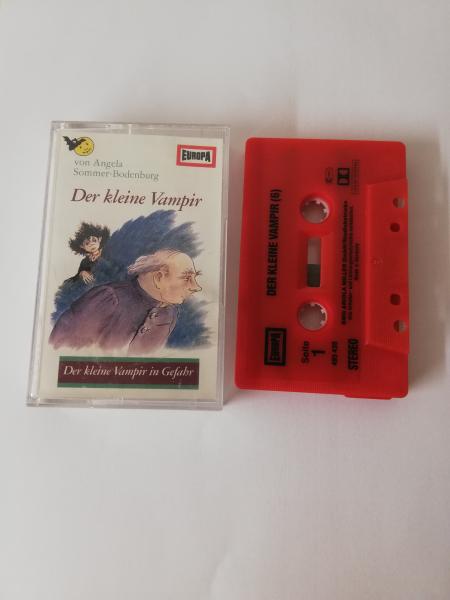 von Angela
Sommer-Bodenburg
EUROPA
Der kleine Vampir
Der kleine Vampir in Gefahr
DER KLEINE VAMPIR (6)
EUROPA
Seite
1
STEREO